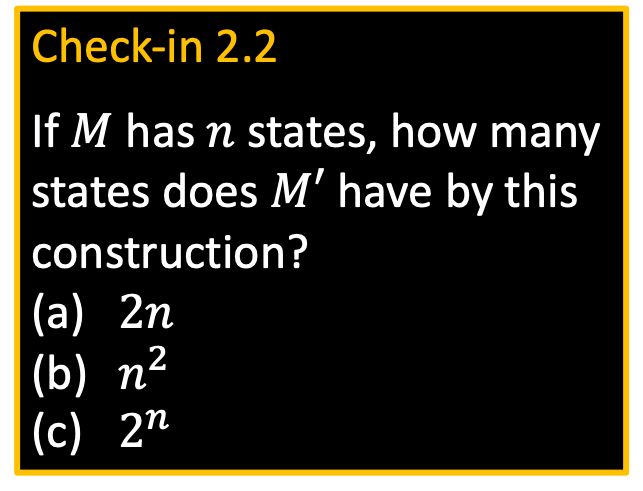 Check-in 2.2
If M has n states, how many
states does M′ have by this
construction?
(a) 2n
(b) n²
(c) 2ⁿ